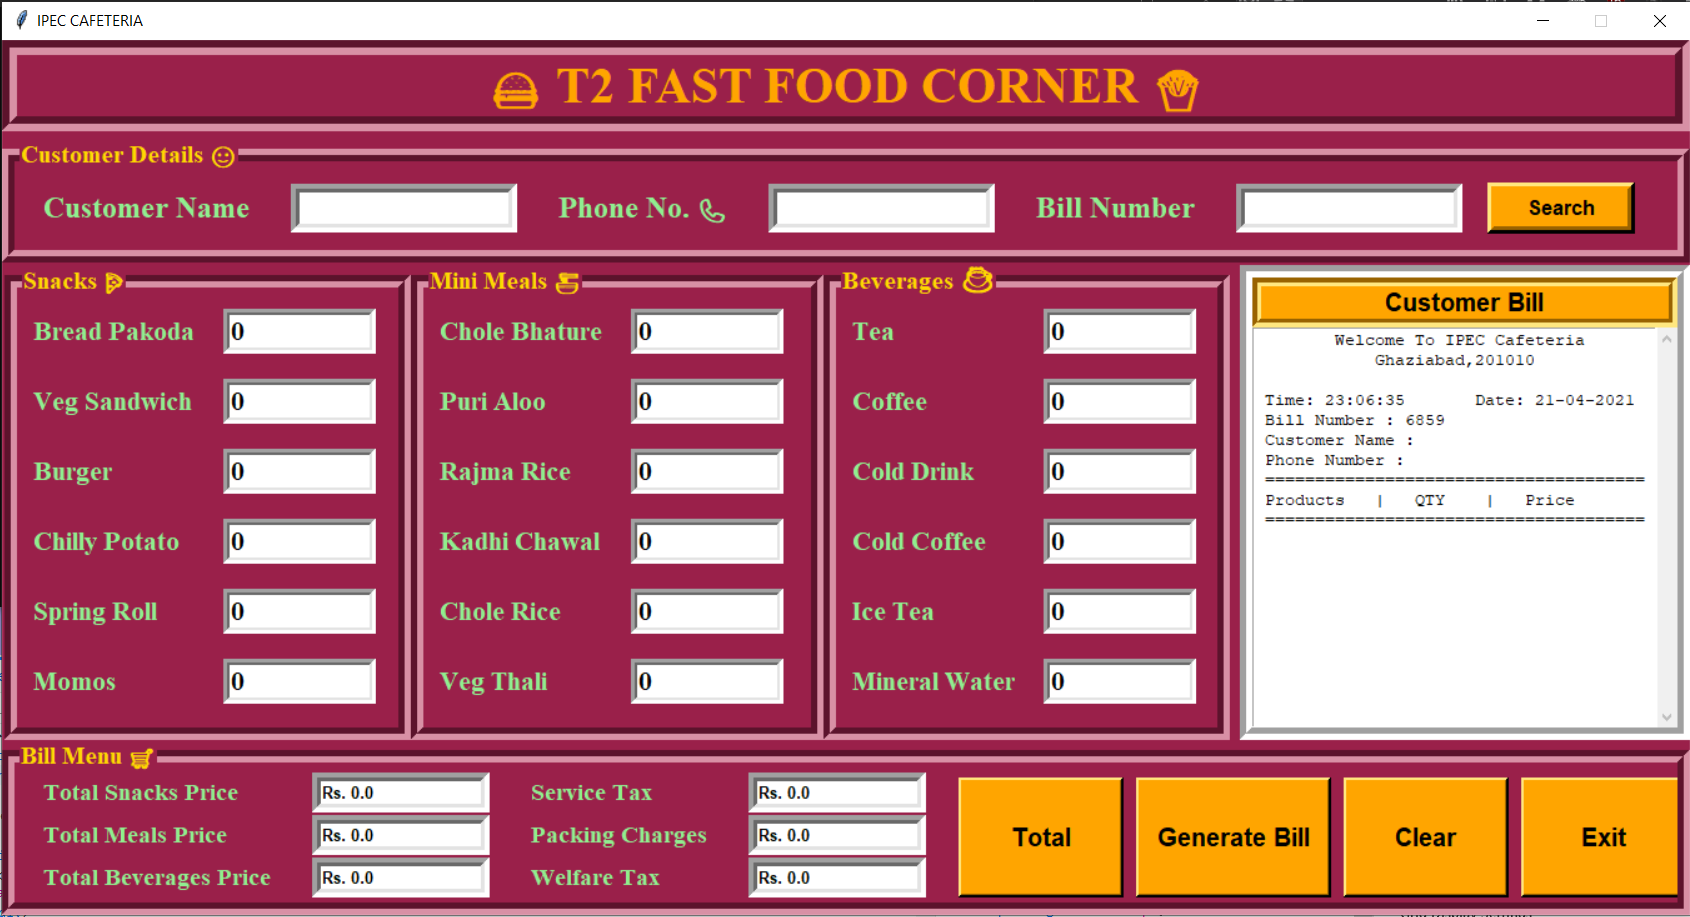 IPEC CAFETERIA
T2 FAST FOOD CORNER
Customer Details
Customer Name
Phone No.
Bill Number
Search
Snacks
Bread Pakoda 0
Veg Sandwich 0
Burger 0
Chilly Potato 0
Spring Roll 0
Momos 0
Mini Meals
Chole Bhature 0
Puri Aloo 0
Rajma Rice 0
Kadhi Chawal 0
Chole Rice 0
Veg Thali 0
Beverages
Tea 0
Coffee 0
Cold Drink 0
Cold Coffee 0
Ice Tea 0
Mineral Water 0
Customer Bill
Welcome To IPEC Cafeteria
Ghaziabad,201010
Time: 23:06:35 Date: 21-04-2021
Bill Number : 6859
Customer Name :
Phone Number :
======================================
Products | QTY | Price
======================================
Bill Menu
Total Snacks Price Rs. 0.0
Total Meals Price Rs. 0.0
Total Beverages Price Rs. 0.0
Service Tax Rs. 0.0
Packing Charges Rs. 0.0
Welfare Tax Rs. 0.0
Total
Generate Bill
Clear
Exit